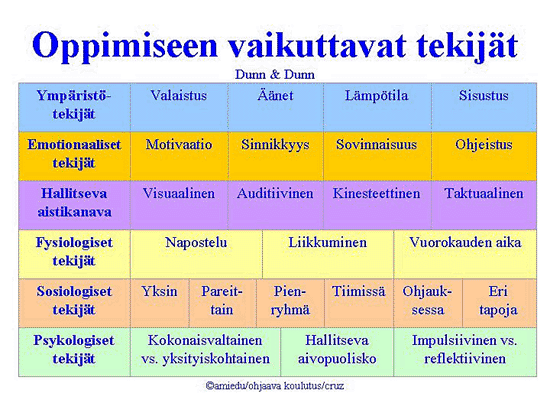 Oppimiseen vaikuttavat tekijät
Dunn & Dunn
Ympäristö-
tekijät
Valaistus
Äänet
Lämpötila
Sisustus
Emotionaaliset
tekijät
Motivaatio
Sinnikkyys
Sovinnaisuus
Ohjeistus
Hallitseva
aistikanava
Visuaalinen
Auditiivinen
Kinesteettinen
Taktuaalinen
Fysiologiset
tekijät
Napostelu
Liikkuminen
Vuorokauden aika
Sosiologiset
tekijät
Yksin
Pareit-
tain
Pien-
ryhmä
Tiimissä
Ohjauk-
sessa
Eri
tapoja
Psykologiset
tekijät
Kokonaisvaltainen
vs. yksityiskohtainen
Hallitseva
aivopuolisko
Impulsiivinen vs.
reflektiivinen
©amiedu/ohjaava koulutus/cruz